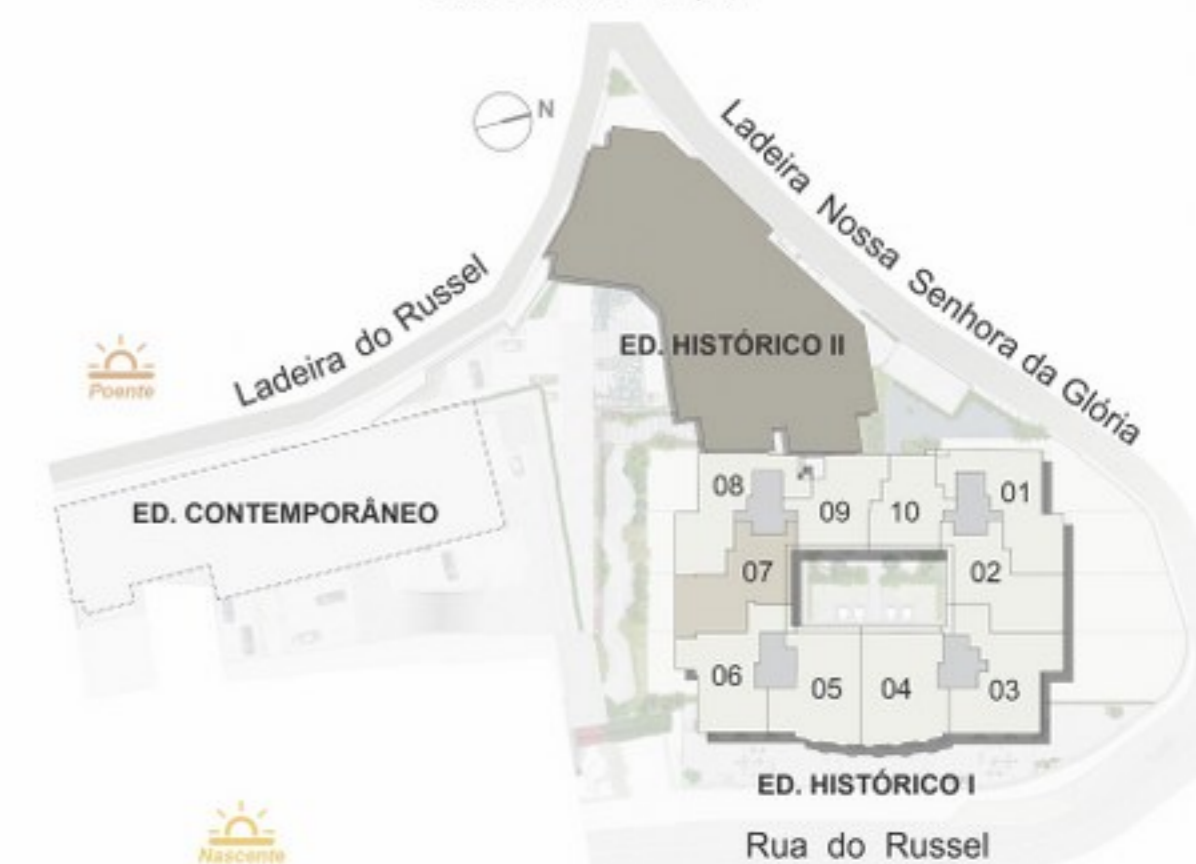 N
Ladeira Nossa Senhora da Glória
Ladeira do Russel
Poente
ED. HISTÓRICO II
ED. CONTEMPORÂNEO
08
09
10
01
07
02
06
05
04
03
ED. HISTÓRICO I
Rua do Russel
Nascente